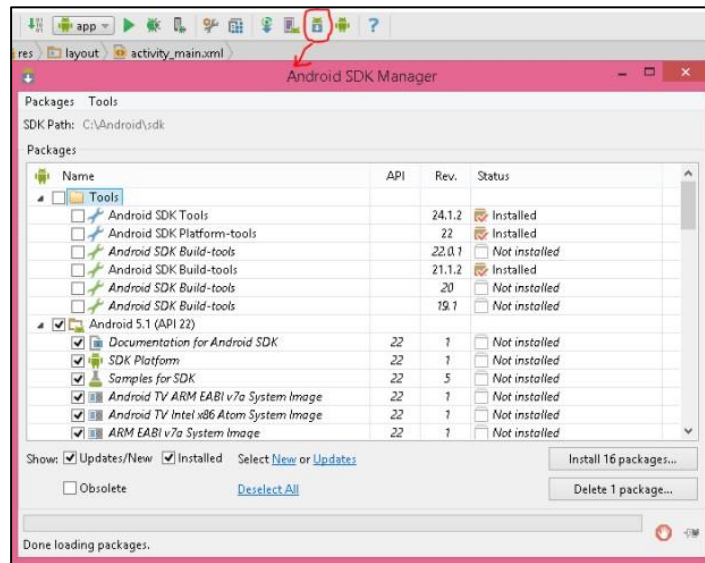 app
?
res layout activity_main.xml
Android SDK Manager
Packages Tools
SDK Path: C:\Android\sdk
Packages
Name API Rev. Status
Tools
Android SDK Tools 24.1.2 Installed
Android SDK Platform-tools 22 Installed
Android SDK Build-tools 22.0.1 Not installed
Android SDK Build-tools 21.1.2 Installed
Android SDK Build-tools 20 Not installed
Android SDK Build-tools 19.1 Not installed
Android 5.1 (API 22)
Documentation for Android SDK 22 1 Not installed
SDK Platform 22 1 Not installed
Samples for SDK 22 5 Not installed
Android TV ARM EABI v7a System Image 22 1 Not installed
Android TV Intel x86 Atom System Image 22 1 Not installed
ARM EABI v7a System Image 22 1 Not installed
Show: Updates/New Installed Select New or Updates Install 16 packages...
Obsolete Deselect All Delete 1 package...
Done loading packages.